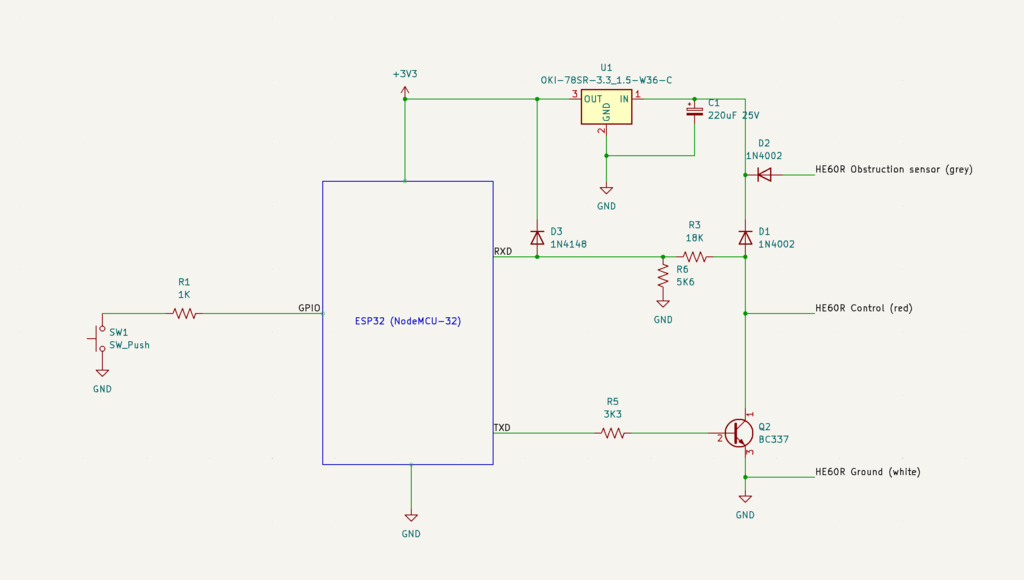 U1
OKI-78SR-3.3_1.5-W36-C
+3V3
3
OUT
IN
1
GND
2
C1
220uF 25V
GND
D2
1N4002
HE60R Obstruction sensor (grey)
D3
1N4148
R3
18K
D1
1N4002
RXD
R6
5K6
GND
R1
1K
GPIO
HE60R Control (red)
ESP32 (NodeMCU-32)
SW1
SW_Push
GND
R5
3K3
TXD
1
2
3
Q2
BC337
HE60R Ground (white)
GND
GND